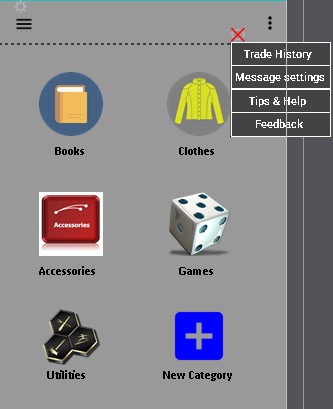 Trade History
Message settings
Tips & Help
Feedback
Books
Clothes
Accessories
Accessories
Games
Utilities
New Category